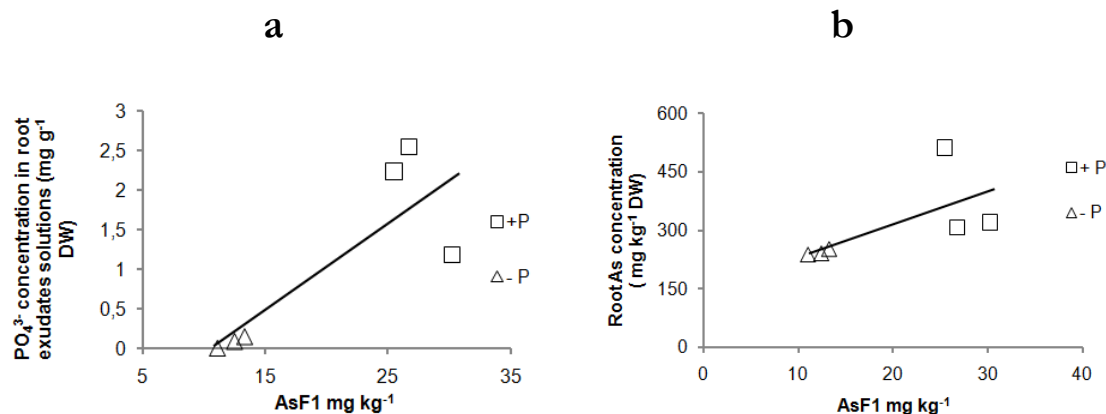 a
b
PO₄³⁻ concentration in root
exudates solutions (mg g⁻¹
DW)
3
2,5
2
1,5
1
0,5
0
5
15
25
35
AsF1 mg kg⁻¹
+P
- P
Root As concentration
( mg kg⁻¹ DW)
600
450
300
150
0
0
10
20
30
40
AsF1 mg kg⁻¹
+ P
- P